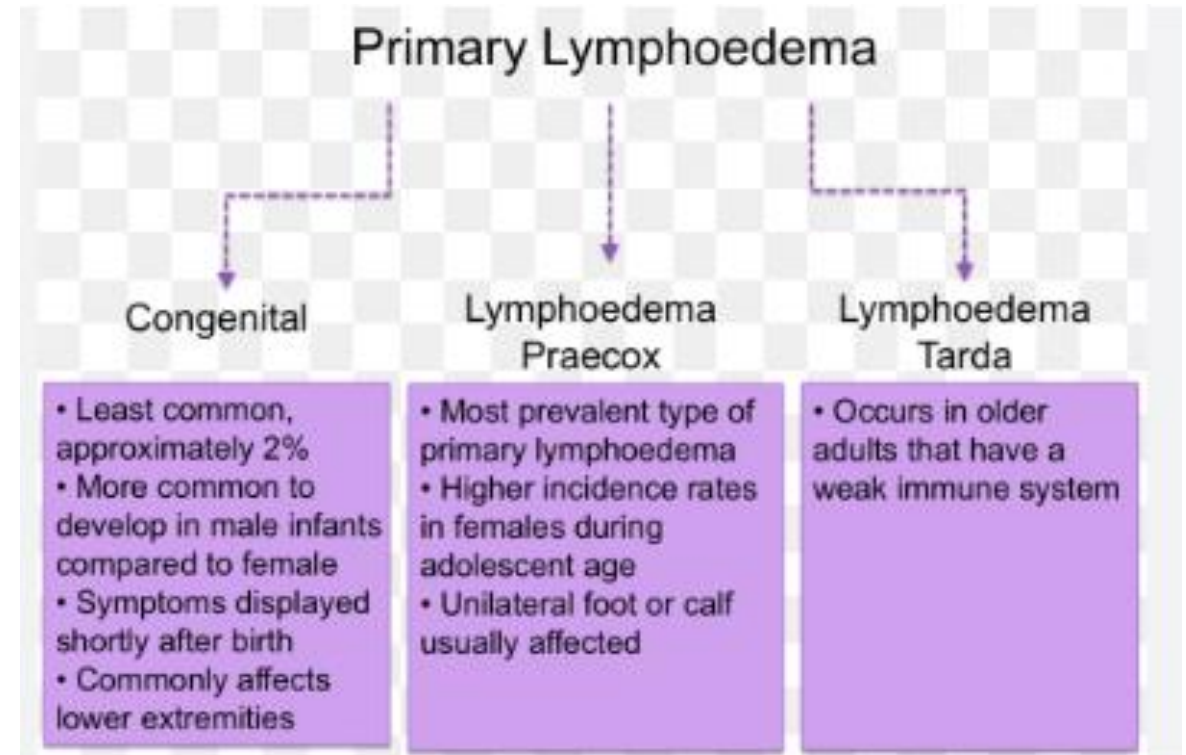 Primary Lymphoedema
Congenital
• Least common,
approximately 2%
• More common to
develop in male infants
compared to female
• Symptoms displayed
shortly after birth
• Commonly affects
lower extremities
Lymphoedema
Praecox
• Most prevalent type of
primary lymphoedema
• Higher incidence rates
in females during
adolescent age
• Unilateral foot or calf
usually affected
Lymphoedema
Tarda
• Occurs in older
adults that have a
weak immune system